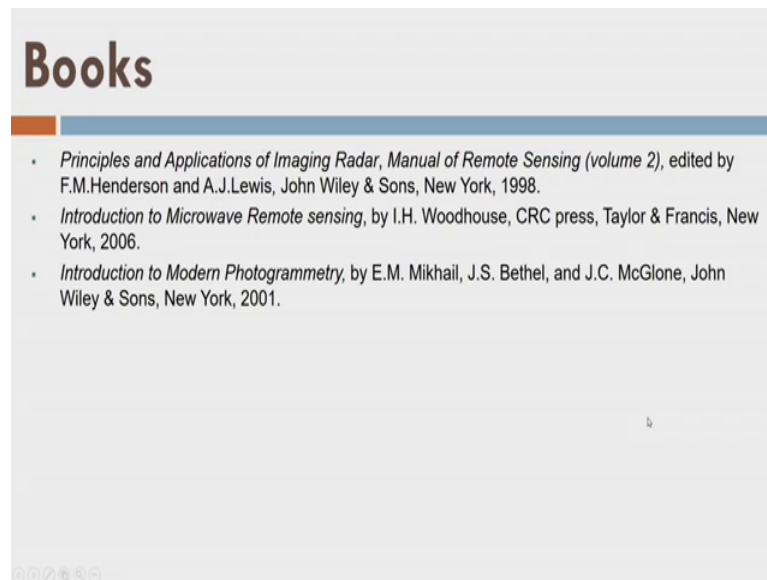 Books
Principles and Applications of Imaging Radar, Manual of Remote Sensing (volume 2), edited by
F.M.Henderson and A.J.Lewis, John Wiley & Sons, New York, 1998.
Introduction to Microwave Remote sensing, by I.H. Woodhouse, CRC press, Taylor & Francis, New
York, 2006.
Introduction to Modern Photogrammetry, by E.M. Mikhail, J.S. Bethel, and J.C. McGlone, John
Wiley & Sons, New York, 2001.